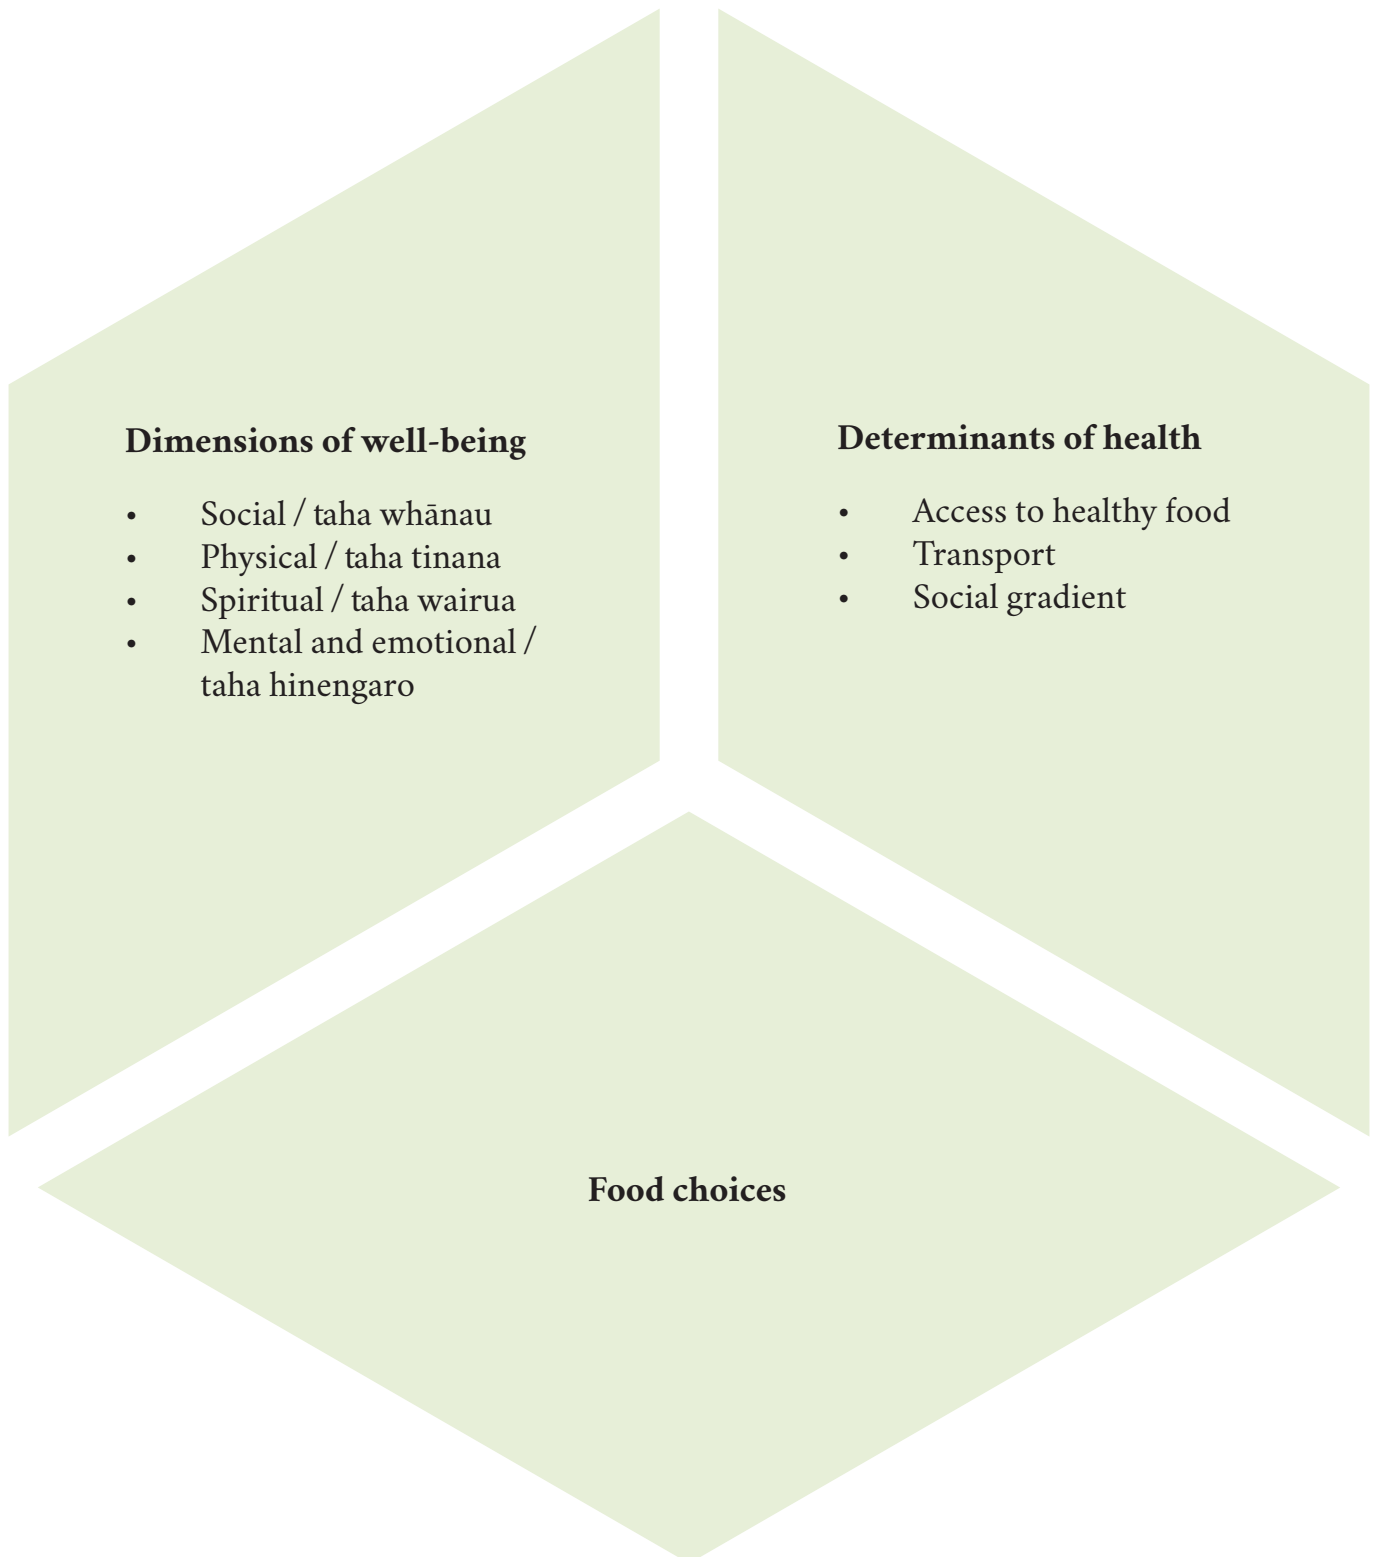 Dimensions of well-being
• Social / taha whānau
• Physical / taha tinana
• Spiritual / taha wairua
• Mental and emotional /
taha hinengaro
Determinants of health
• Access to healthy food
• Transport
• Social gradient
Food choices